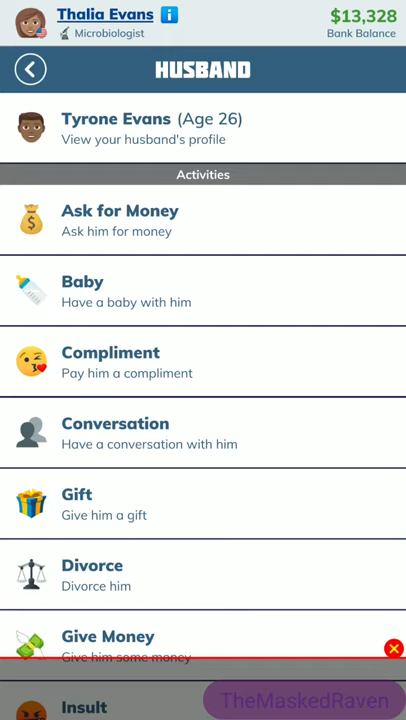 Thalia Evans i
$13,328
Microbiologist
Bank Balance
HUSBAND
Tyrone Evans (Age 26)
View your husband's profile
Activities
Ask for Money
Ask him for money
Baby
Have a baby with him
Compliment
Pay him a compliment
Conversation
Have a conversation with him
Gift
Give him a gift
Divorce
Divorce him
Give Money
Give him some money
Insult
TheMaskedRaven